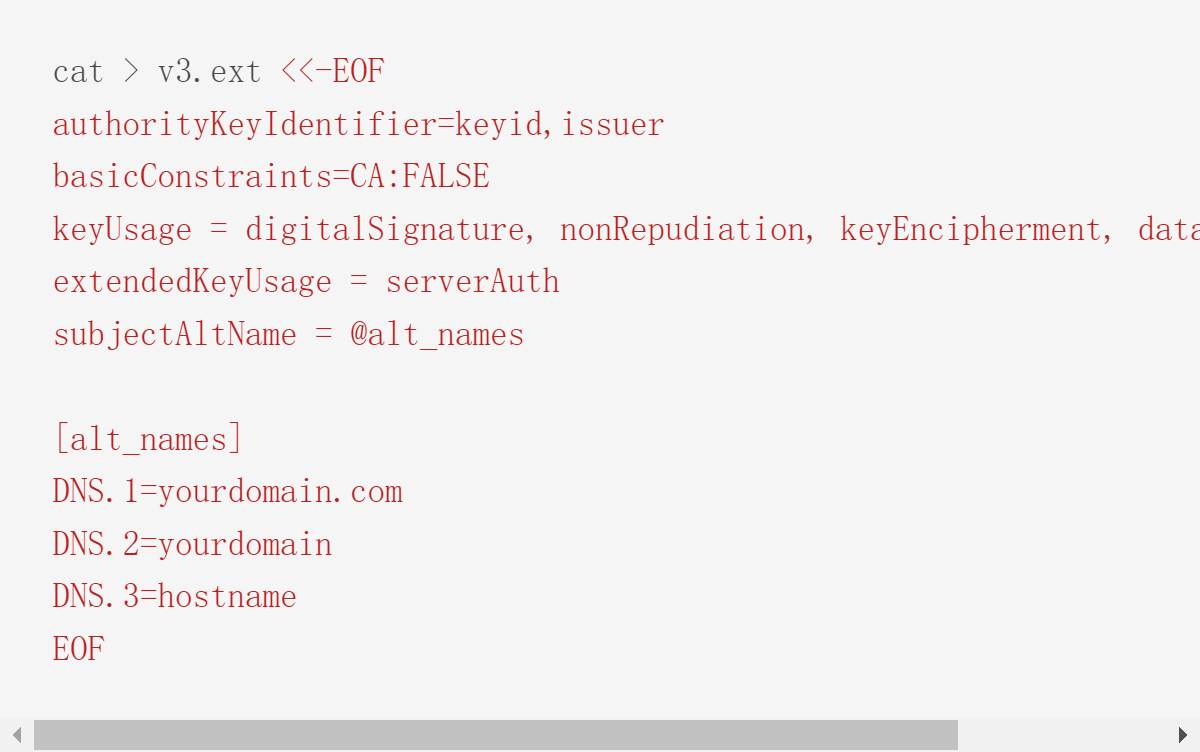 cat > v3.ext <<-EOF
authorityKeyIdentifier=keyid,issuer
basicConstraints=CA:FALSE
keyUsage = digitalSignature, nonRepudiation, keyEncipherment, data
extendedKeyUsage = serverAuth
subjectAltName = @alt_names
[alt_names]
DNS.1=yourdomain.com
DNS.2=yourdomain
DNS.3=hostname
EOF